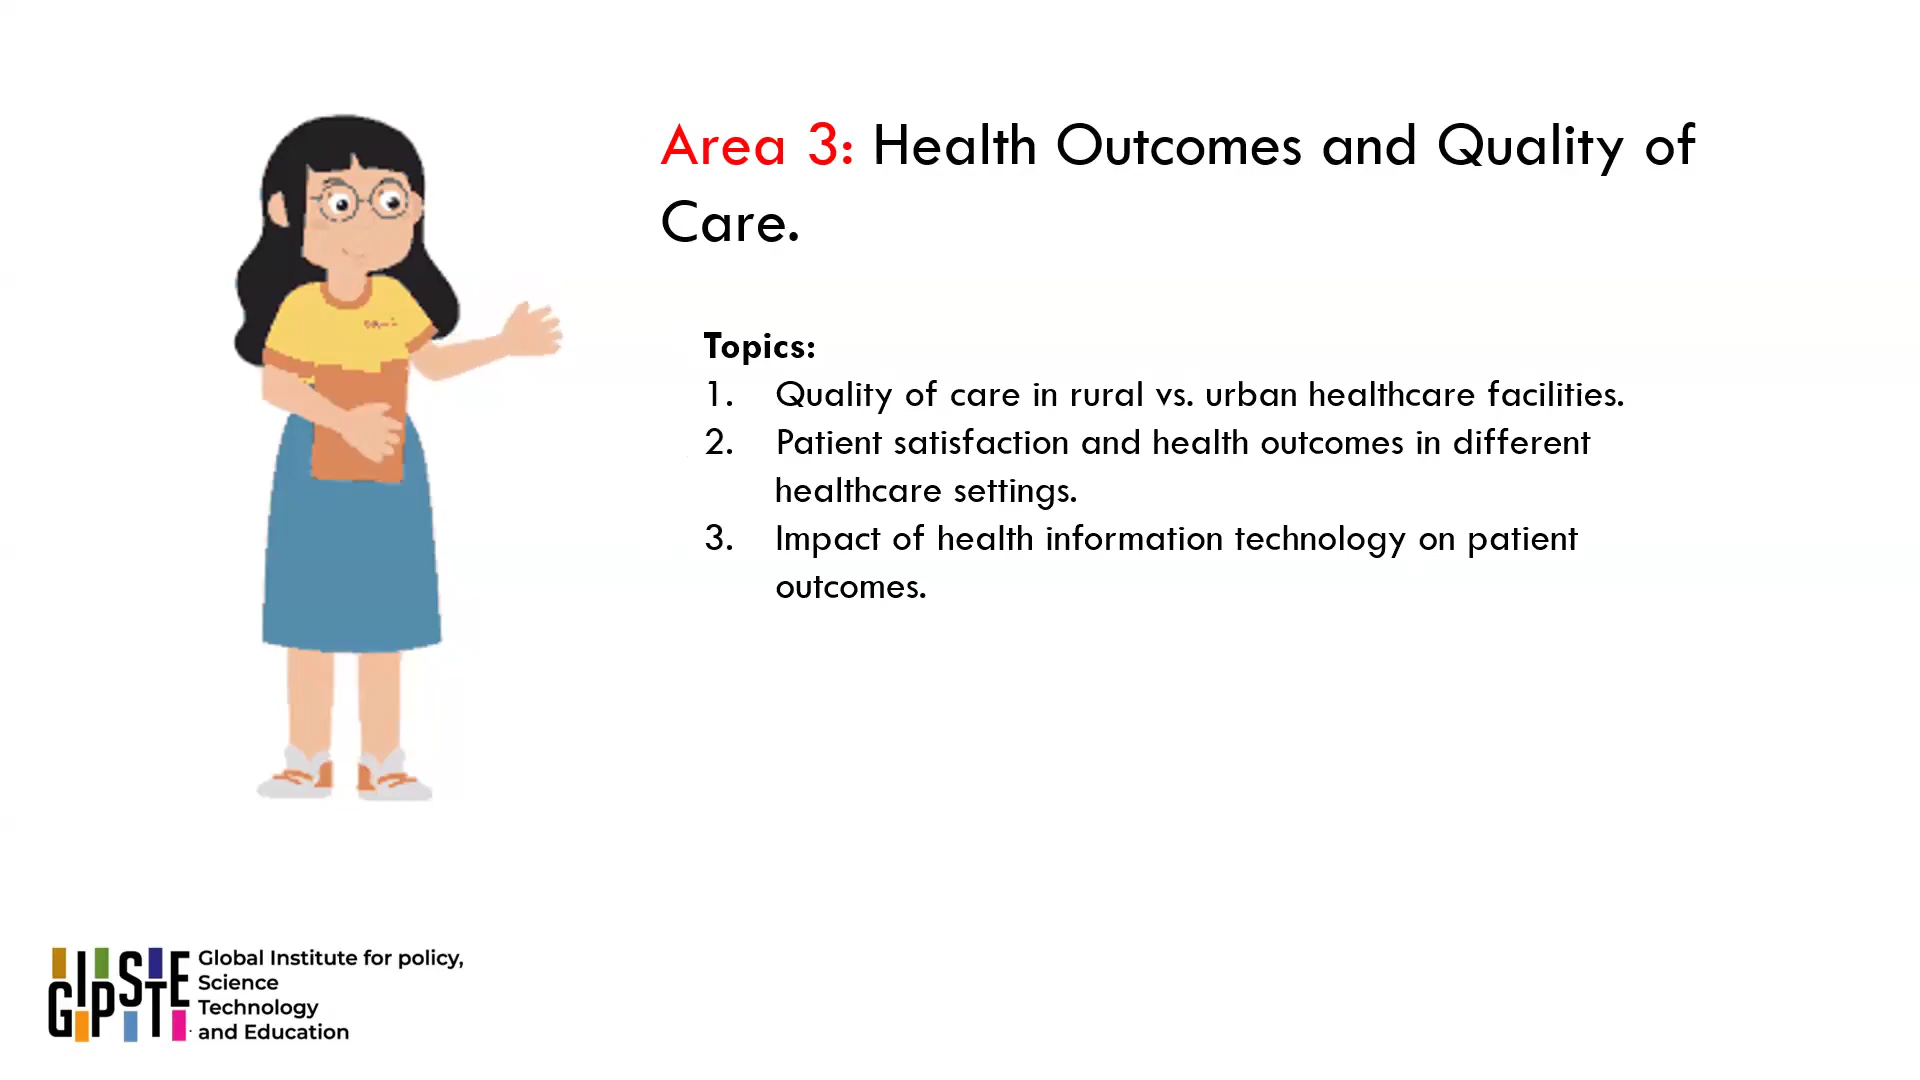 Area 3: Health Outcomes and Quality of
Care.
Topics:
1. Quality of care in rural vs. urban healthcare facilities.
2. Patient satisfaction and health outcomes in different
healthcare settings.
3. Impact of health information technology on patient
outcomes.
GIPSTE
Global Institute for policy,
Science
Technology
and Education